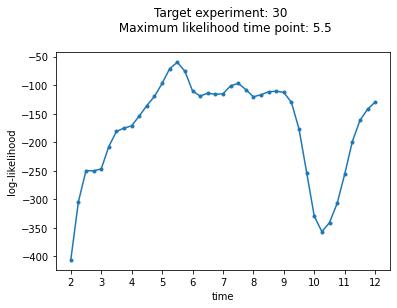 Target experiment: 30
Maximum likelihood time point: 5.5
−50
−100
−150
−200
−250
−300
−350
−400
log-likelihood
2 3 4 5 6 7 8 9 10 11 12
time